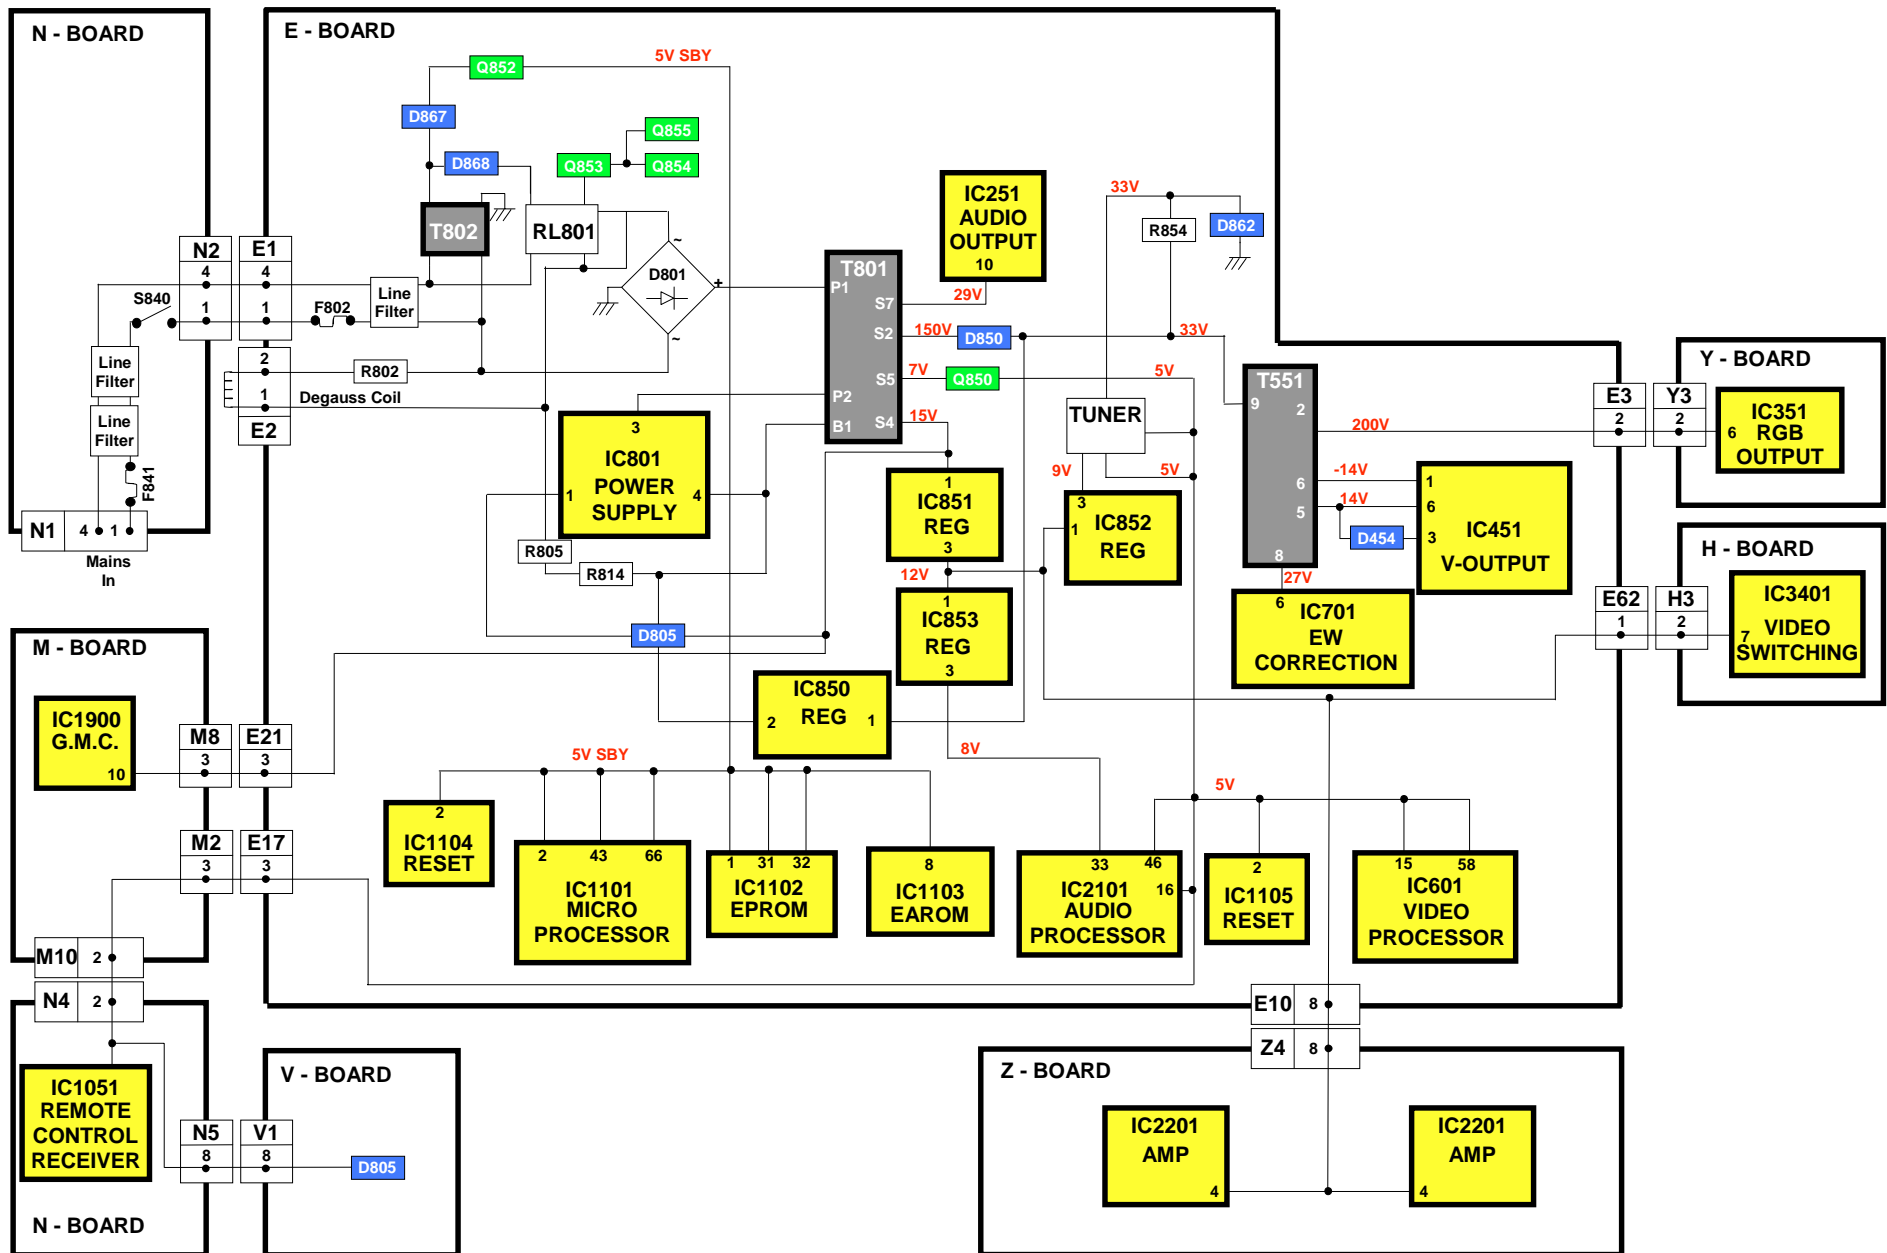 N - BOARD
E - BOARD
5V SBY
Q852
D867
Q855
D868
Q853
Q854
T802
RL801
IC251
AUDIO
OUTPUT
10
33V
R854
D862
N2
E1
4
4
S840
1
1
F802
Line
Filter
D801
~
+
~
T801
P1
S7
S2
S5
P2
S4
B1
29V
150V
D850
33V
7V
Q850
5V
15V
Line
Filter
Line
Filter
F841
2
1
E2
R802
Degauss Coil
N1
4
1
Mains
In
3
IC801
POWER
SUPPLY
1
4
R805
R814
D805
1
IC851
REG
3
12V
1
IC853
REG
3
TUNER
9V
5V
3
1
IC852
REG
T551
9
2
6
5
8
200V
-14V
14V
D454
27V
1
6
3
IC451
V-OUTPUT
6
IC701
EW
CORRECTION
E3
2
Y3
2
Y - BOARD
IC351
RGB
OUTPUT
6
E62
1
H3
2
H - BOARD
IC3401
VIDEO
SWITCHING
7
M - BOARD
IC1900
G.M.C.
10
M8
3
E21
3
M2
3
E17
3
IC850
REG
2
1
5V SBY
8V
5V
2
IC1104
RESET
2
43
66
IC1101
MICRO
PROCESSOR
1
31
32
IC1102
EPROM
8
IC1103
EAROM
33
46
16
IC2101
AUDIO
PROCESSOR
2
IC1105
RESET
15
58
IC601
VIDEO
PROCESSOR
M10
2
N4
2
E10
8
Z4
8
IC1051
REMOTE
CONTROL
RECEIVER
N5
8
V1
8
V - BOARD
D805
N - BOARD
Z - BOARD
IC2201
AMP
4
IC2201
AMP
4